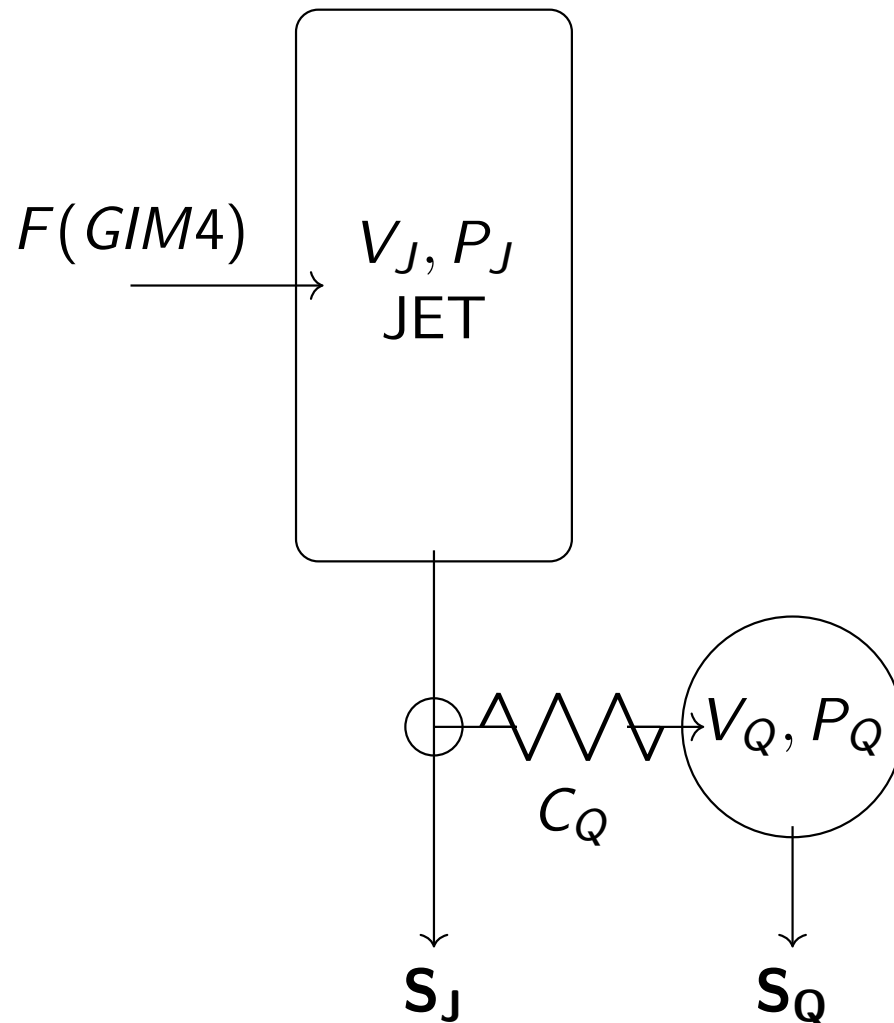 F(GIM4)
V_J, P_J
JET
V_Q, P_Q
C_Q
S_J
S_Q